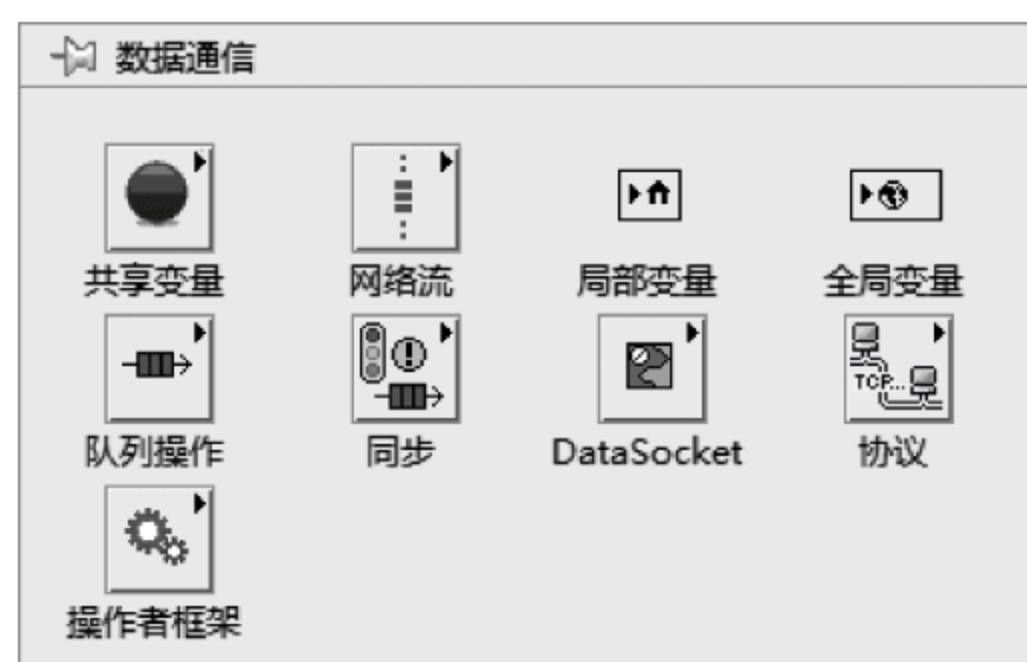 数据通信
共享变量 网络流 局部变量 全局变量
TCP...
队列操作 同步 DataSocket 协议
操作者框架